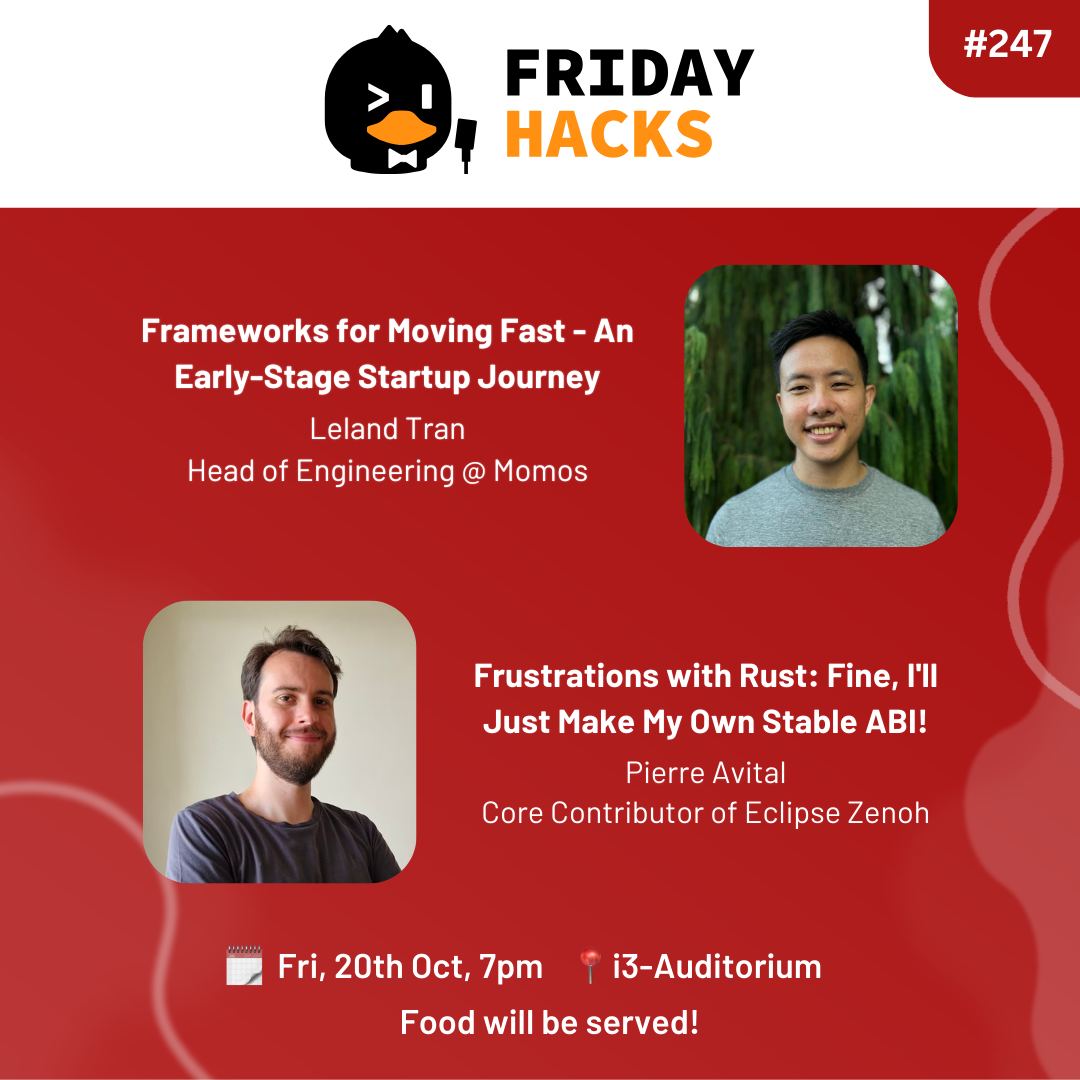 #247
FRIDAY
HACKS
Frameworks for Moving Fast - An
Early-Stage Startup Journey
Leland Tran
Head of Engineering @ Momos
Frustrations with Rust: Fine, I'll
Just Make My Own Stable ABI!
Pierre Avital
Core Contributor of Eclipse Zenoh
Fri, 20th Oct, 7pm
i3-Auditorium
Food will be served!